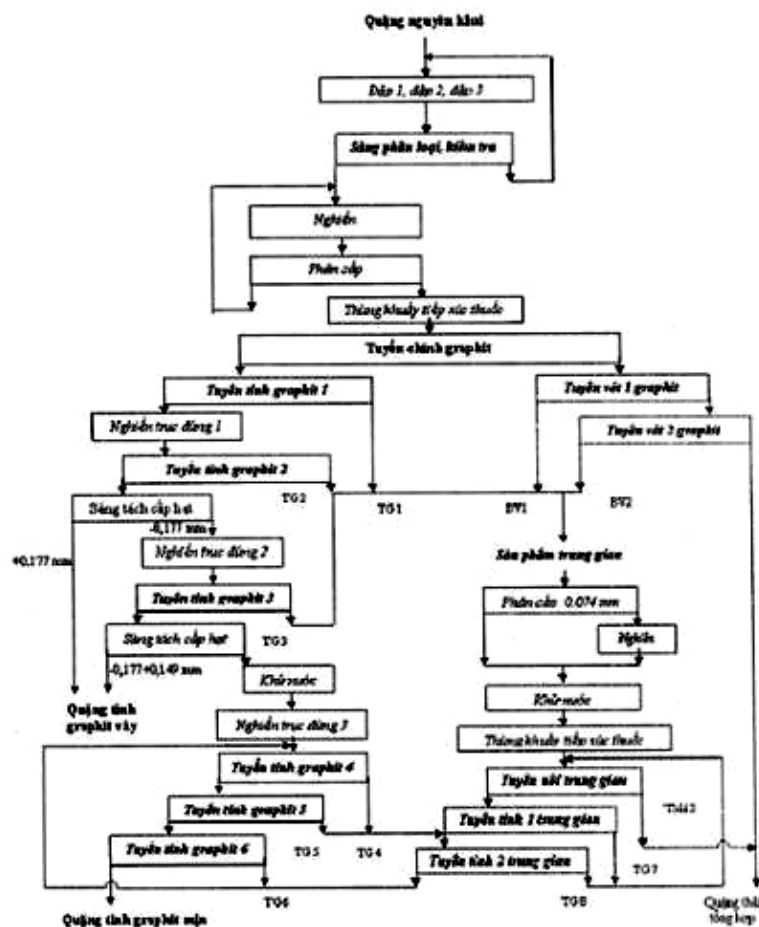 Quặng nguyên khai
Đập 1, đập 2, đập 3
Sàng phân loại, kiểm tra
Nghiền
Phân cấp
Thùng khuấy tiếp xúc thuốc
Tuyển chính graphit
Tuyển tinh graphit 1
Tuyển vét 1 graphit
Nghiền trục đứng 1
Tuyển vét 2 graphit
Tuyển tinh graphit 2
TG2
TG1
BV1
BV2
Sàng tách cấp hạt
-0,177 mm
+0,177 mm
Nghiền trục đứng 2
Sản phẩm trung gian
Tuyển tinh graphit 3
Phân cấp 0.074 mm
TG3
Sàng tách cấp hạt
Nghiền
-0,177+0,149 mm
Khử nước
Khử nước
Quặng tinh
graphit vảy
Nghiền trục đứng 3
Thùng khuấy tiếp xúc thuốc
Tuyển tinh graphit 4
Tuyển nổi trung gian
Tuyển tinh graphit 5
Tuyển tinh 1 trung gian
Tuyển tinh graphit 6
TG5
TG4
Tuyển tinh 2 trung gian
TG7
TG6
TG8
Quặng tinh graphit mịn
Quặng thải
tổng hợp